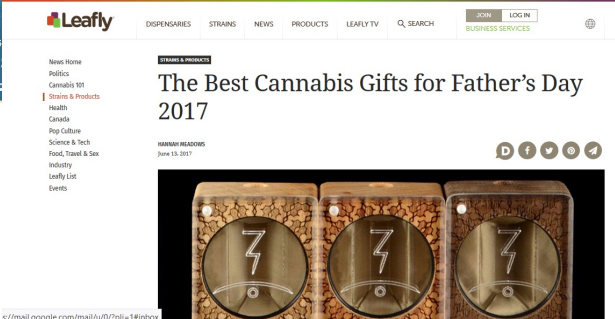 Leafly
DISPENSARIES STRAINS NEWS PRODUCTS LEAFLY TV SEARCH
JOIN LOG IN
BUSINESS SERVICES
News Home
Politics
Cannabis 101
Strains & Products
Health
Canada
Pop Culture
Science & Tech
Food, Travel & Sex
Industry
Leafly List
Events
STRAINS & PRODUCTS
The Best Cannabis Gifts for Father's Day
2017
HANNAH MEADOWS
June 13, 2017
s://mail.google.com/mail/u/0/?pli=1#inbox